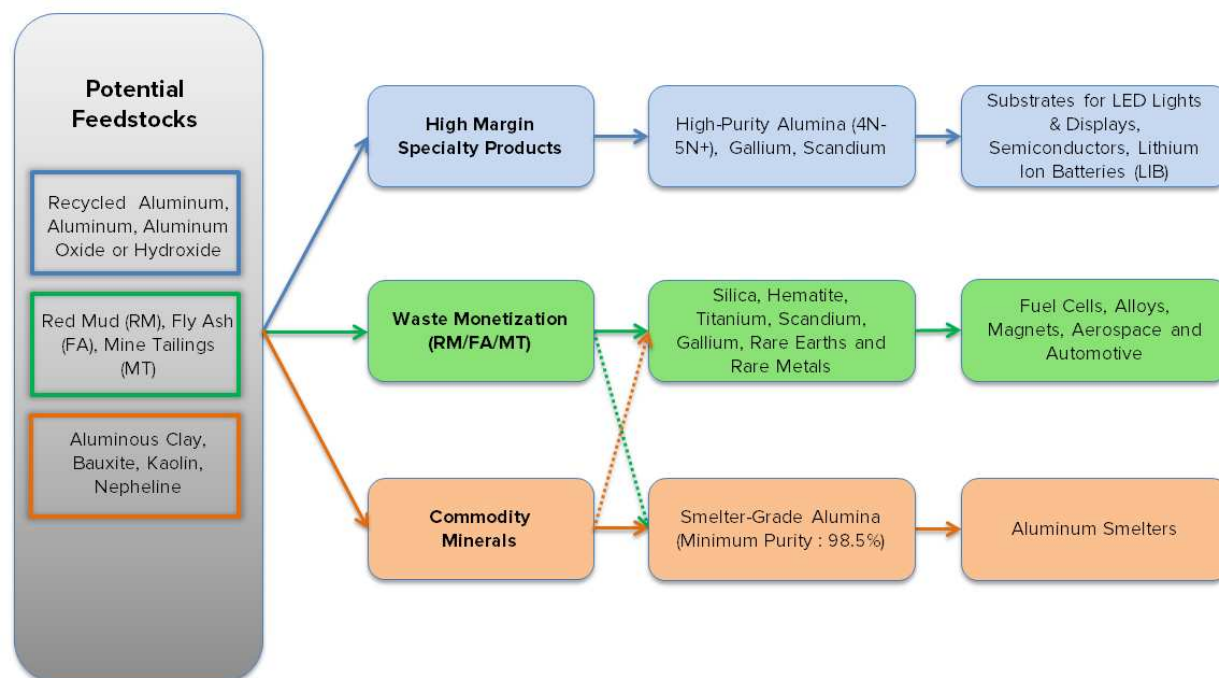 Potential
Feedstocks
Recycled Aluminum,
Aluminum, Aluminum
Oxide or Hydroxide
Red Mud (RM), Fly Ash
(FA), Mine Tailings
(MT)
Aluminous Clay,
Bauxite, Kaolin,
Nepheline
High Margin
Specialty Products
High-Purity Alumina (4N-
5N+), Gallium, Scandium
Substrates for LED Lights
& Displays,
Semiconductors, Lithium
Ion Batteries (LIB)
Waste Monetization
(RM/FA/MT)
Silica, Hematite,
Titanium, Scandium,
Gallium, Rare Earths and
Rare Metals
Fuel Cells, Alloys,
Magnets, Aerospace and
Automotive
Commodity
Minerals
Smelter-Grade Alumina
(Minimum Purity : 98.5%)
Aluminum Smelters